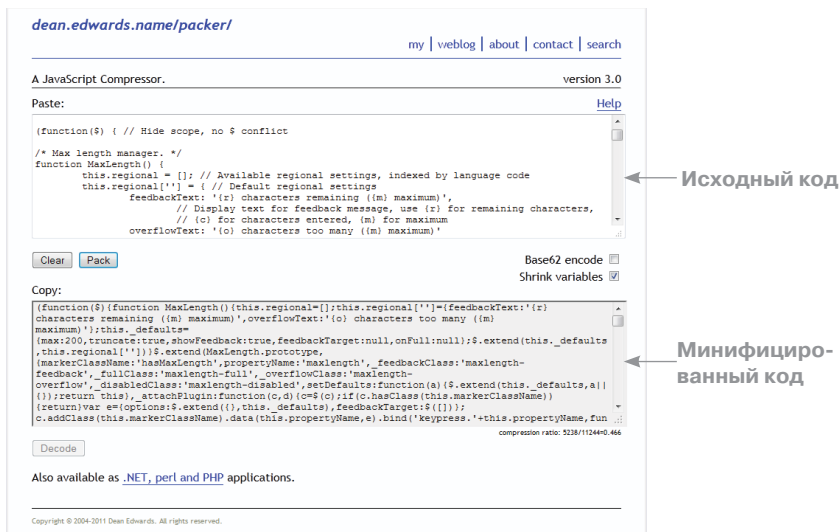 dean.edwards.name/packer/
my | weblog | about | contact | search
A JavaScript Compressor.
version 3.0
Paste:
Help
(function($) { // Hide scope, no $ conflict
/* Max length manager. */
function MaxLength() {
this.regional = []; // Available regional settings, indexed by language code
this.regional[''] = { // Default regional settings
feedbackText: '{r} characters remaining ({m} maximum)',
// Display text for feedback message, use {r} for remaining characters,
// {c} for characters entered, {m} for maximum
overflowText: '{o} characters too many ({m} maximum)'
Исходный код
Clear
Pack
Base62 encode
Shrink variables
Copy:
(function($){function MaxLength(){this.regional=[];this.regional['']={feedbackText:'{r}
characters remaining ({m} maximum)',overflowText:'{o} characters too many ({m}
maximum)'};this._defaults=
{max:200,truncate:true,showFeedback:true,feedbackTarget:null,onFull:null};$.extend(this._defaults
,this.regional[''])}$.extend(MaxLength.prototype,
{markerClassName:'hasMaxLength',propertyName:'maxlength',_feedbackClass:'maxlength-
feedback',_fullClass:'maxlength-full',_overflowClass:'maxlength-
overflow',_disabledClass:'maxlength-disabled',setDefaults:function(a){$.extend(this._defaults,a||
{});return this},_attachPlugin:function(c,d){c=$(c);if(c.hasClass(this.markerClassName))
{return}var e={options:$.extend({},this._defaults),feedbackTarget:$([])};
c.addClass(this.markerClassName).data(this.propertyName,e).bind('keypress.'+this.propertyName,fun
Минифициро-
ванный код
compression ratio: 5238/11244=0.466
Decode
Also available as .NET, perl and PHP applications.
Copyright © 2004-2011 Dean Edwards. All rights reserved.